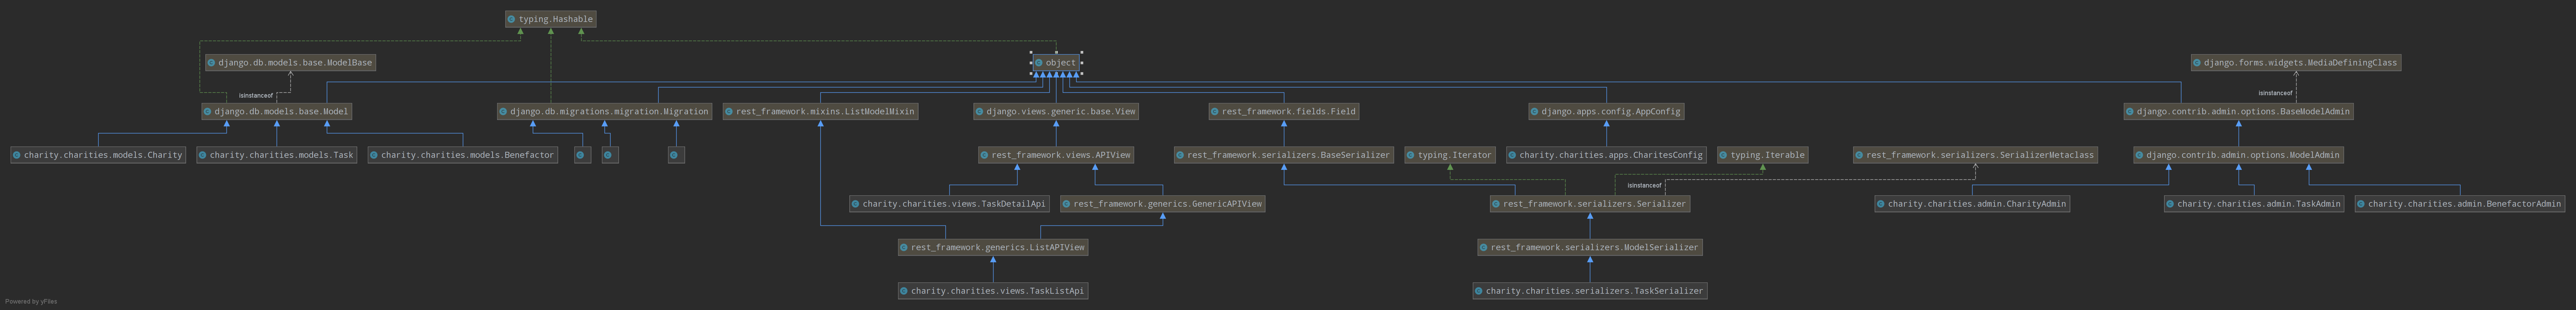 typing.Hashable
django.db.models.base.ModelBase
object
django.forms.widgets.MediaDefiningClass
isinstanceof
isinstanceof
django.db.models.base.Model
django.db.migrations.migration.Migration
rest_framework.mixins.ListModelMixin
django.views.generic.base.View
rest_framework.fields.Field
django.apps.config.AppConfig
django.contrib.admin.options.BaseModelAdmin
charity.charities.models.Charity
charity.charities.models.Task
charity.charities.models.Benefactor
rest_framework.views.APIView
rest_framework.serializers.BaseSerializer
typing.Iterator
charity.charities.apps.CharitesConfig
typing.Iterable
rest_framework.serializers.SerializerMetaclass
django.contrib.admin.options.ModelAdmin
isinstanceof
charity.charities.views.TaskDetailApi
rest_framework.generics.GenericAPIView
rest_framework.serializers.Serializer
charity.charities.admin.CharityAdmin
charity.charities.admin.TaskAdmin
charity.charities.admin.BenefactorAdmin
rest_framework.generics.ListAPIView
rest_framework.serializers.ModelSerializer
charity.charities.views.TaskListApi
charity.charities.serializers.TaskSerializer
Powered by yFiles